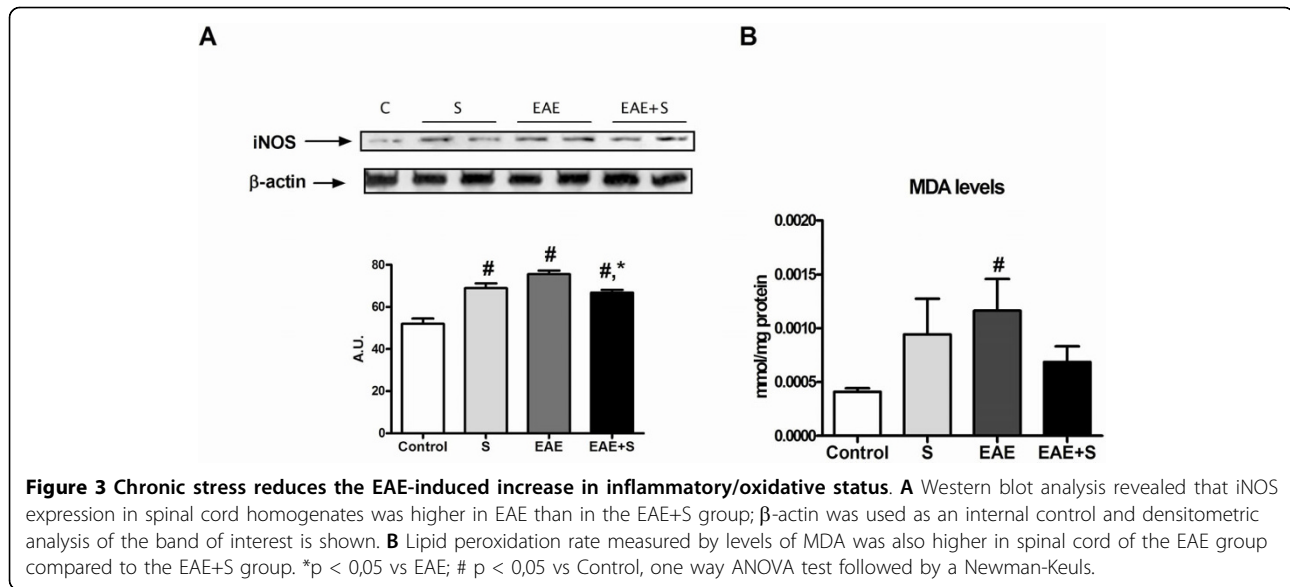 A
B
C S EAE EAE+S
iNOS
β-actin
MDA levels
80
60
40
20
0
A.U.
#
#
#,*
Control S EAE EAE+S
0.0020
0.0015
0.0010
0.0005
0.0000
mmol/mg protein
#
Control S EAE EAE+S
Figure 3 Chronic stress reduces the EAE-induced increase in inflammatory/oxidative status. A Western blot analysis revealed that iNOS
expression in spinal cord homogenates was higher in EAE than in the EAE+S group; β-actin was used as an internal control and densitometric
analysis of the band of interest is shown. B Lipid peroxidation rate measured by levels of MDA was also higher in spinal cord of the EAE group
compared to the EAE+S group. *p < 0,05 vs EAE; # p < 0,05 vs Control, one way ANOVA test followed by a Newman-Keuls.